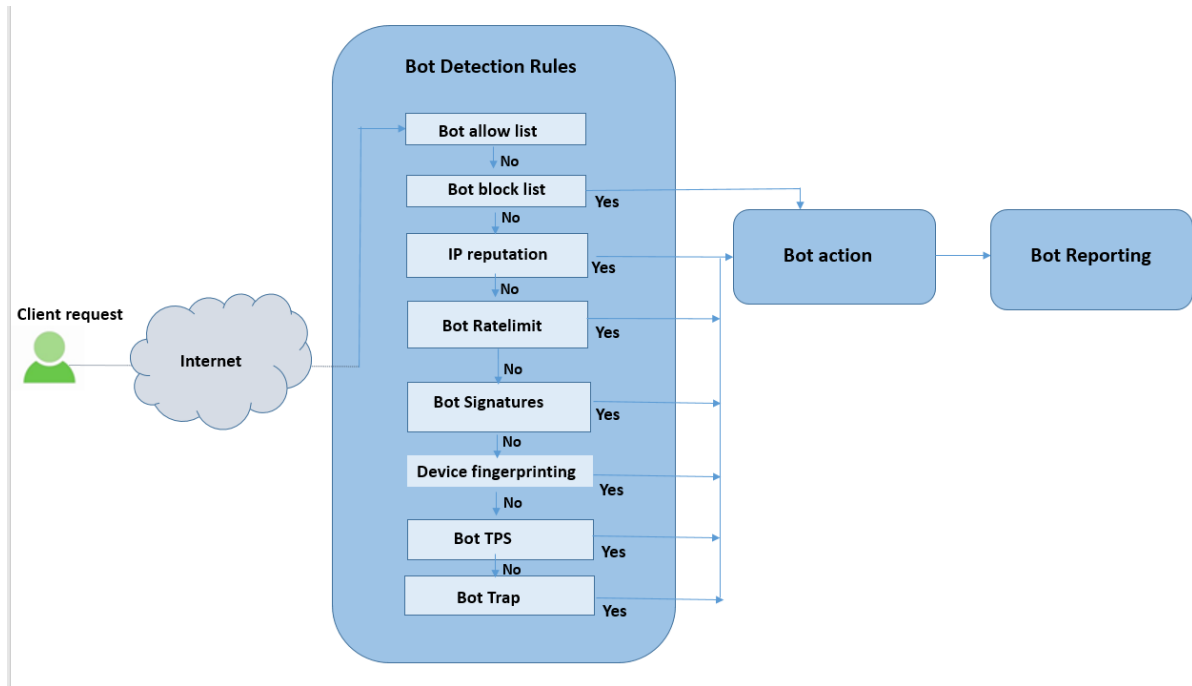 Bot Detection Rules
Bot allow list
No
Bot block list
Yes
No
IP reputation
Yes
No
Bot Ratelimit
Yes
No
Bot Signatures
Yes
No
Device fingerprinting
Yes
No
Bot TPS
Yes
No
Bot Trap
Yes
Client request
Internet
Bot action
Bot Reporting